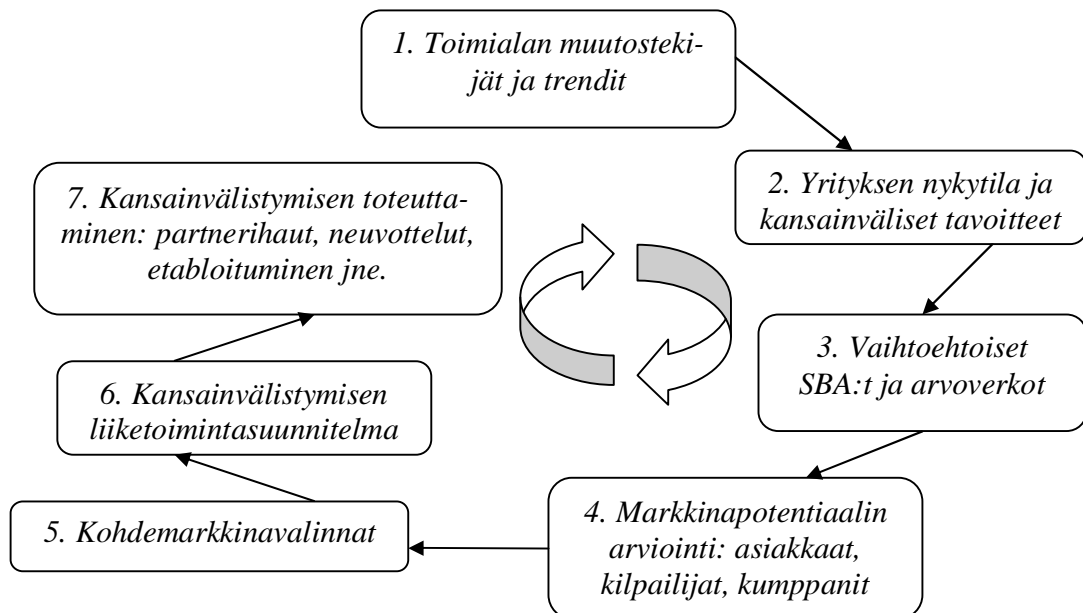 1. Toimialan muutosteki-
jät ja trendit
2. Yrityksen nykytila ja
kansainväliset tavoitteet
3. Vaihtoehtoiset
SBA:t ja arvoverkot
4. Markkinapotentiaalin
arviointi: asiakkaat,
kilpailijat, kumppanit
5. Kohdemarkkinavalinnat
6. Kansainvälistymisen
liiketoimintasuunnitelma
7. Kansainvälistymisen toteutta-
minen: partnerihaut, neuvottelut,
etabloituminen jne.